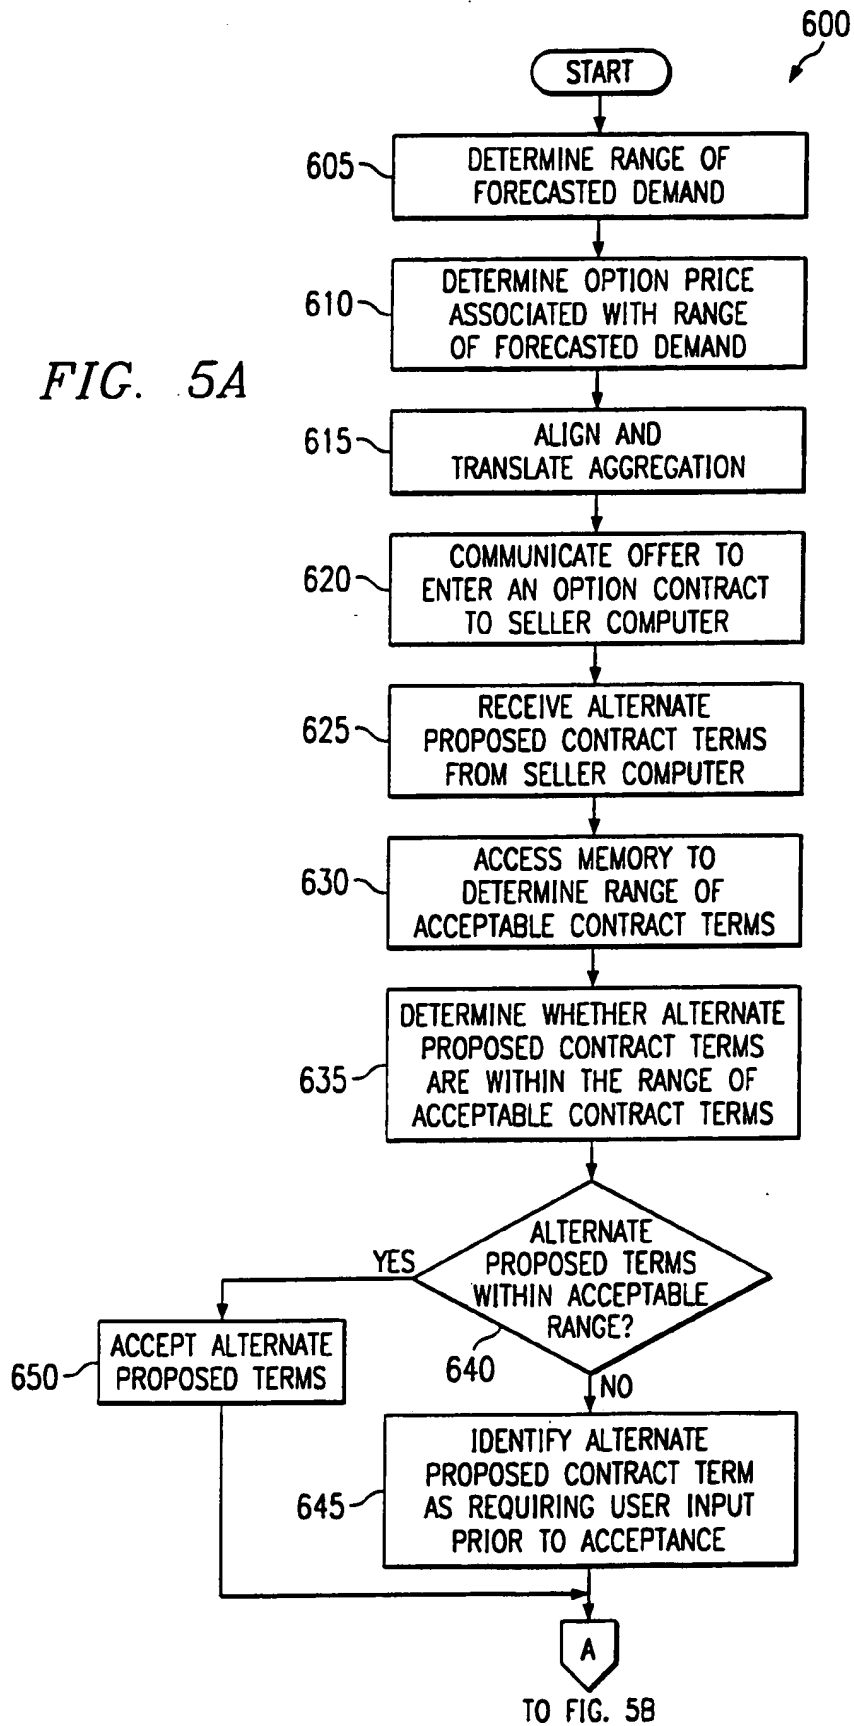 600
START
605
DETERMINE RANGE OF
FORECASTED DEMAND
610
DETERMINE OPTION PRICE
ASSOCIATED WITH RANGE
OF FORECASTED DEMAND
FIG. 5A
615
ALIGN AND
TRANSLATE AGGREGATION
620
COMMUNICATE OFFER TO
ENTER AN OPTION CONTRACT
TO SELLER COMPUTER
625
RECEIVE ALTERNATE
PROPOSED CONTRACT TERMS
FROM SELLER COMPUTER
630
ACCESS MEMORY TO
DETERMINE RANGE OF
ACCEPTABLE CONTRACT TERMS
635
DETERMINE WHETHER ALTERNATE
PROPOSED CONTRACT TERMS
ARE WITHIN THE RANGE OF
ACCEPTABLE CONTRACT TERMS
ALTERNATE
PROPOSED TERMS
WITHIN ACCEPTABLE
RANGE?
640
YES
650
ACCEPT ALTERNATE
PROPOSED TERMS
NO
645
IDENTIFY ALTERNATE
PROPOSED CONTRACT TERM
AS REQUIRING USER INPUT
PRIOR TO ACCEPTANCE
A
TO FIG. 5B